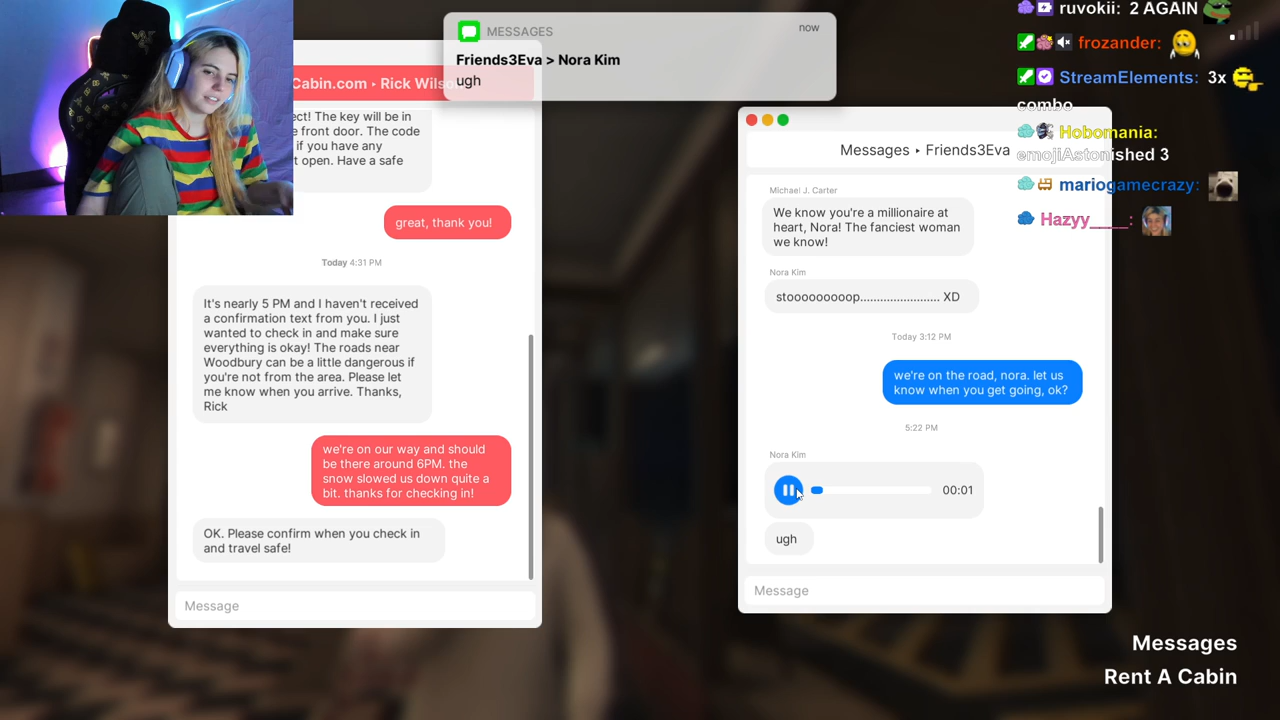 MESSAGES
now
Friends3Eva > Nora Kim
ugh
Cabin.com ▸ Rick Wilso
ect! The key will be in
e front door. The code
if you have any
t open. Have a safe
great, thank you!
Today 4:31 PM
It's nearly 5 PM and I haven't received
a confirmation text from you. I just
wanted to check in and make sure
everything is okay! The roads near
Woodbury can be a little dangerous if
you're not from the area. Please let
me know when you arrive. Thanks,
Rick
we're on our way and should
be there around 6PM. the
snow slowed us down quite a
bit. thanks for checking in!
OK. Please confirm when you check in
and travel safe!
Message
Messages ▸ Friends3Eva
Michael J. Carter
We know you're a millionaire at
heart, Nora! The fanciest woman
we know!
Nora Kim
stooooooooop........................ XD
Today 3:12 PM
we're on the road, nora. let us
know when you get going, ok?
5:22 PM
Nora Kim
00:01
ugh
Message
ruvokii: 2 AGAIN
frozander:
StreamElements: 3x
combo
Hobomania:
emojiAstonished 3
mariogamecrazy:
Hazyy____:
Messages
Rent A Cabin